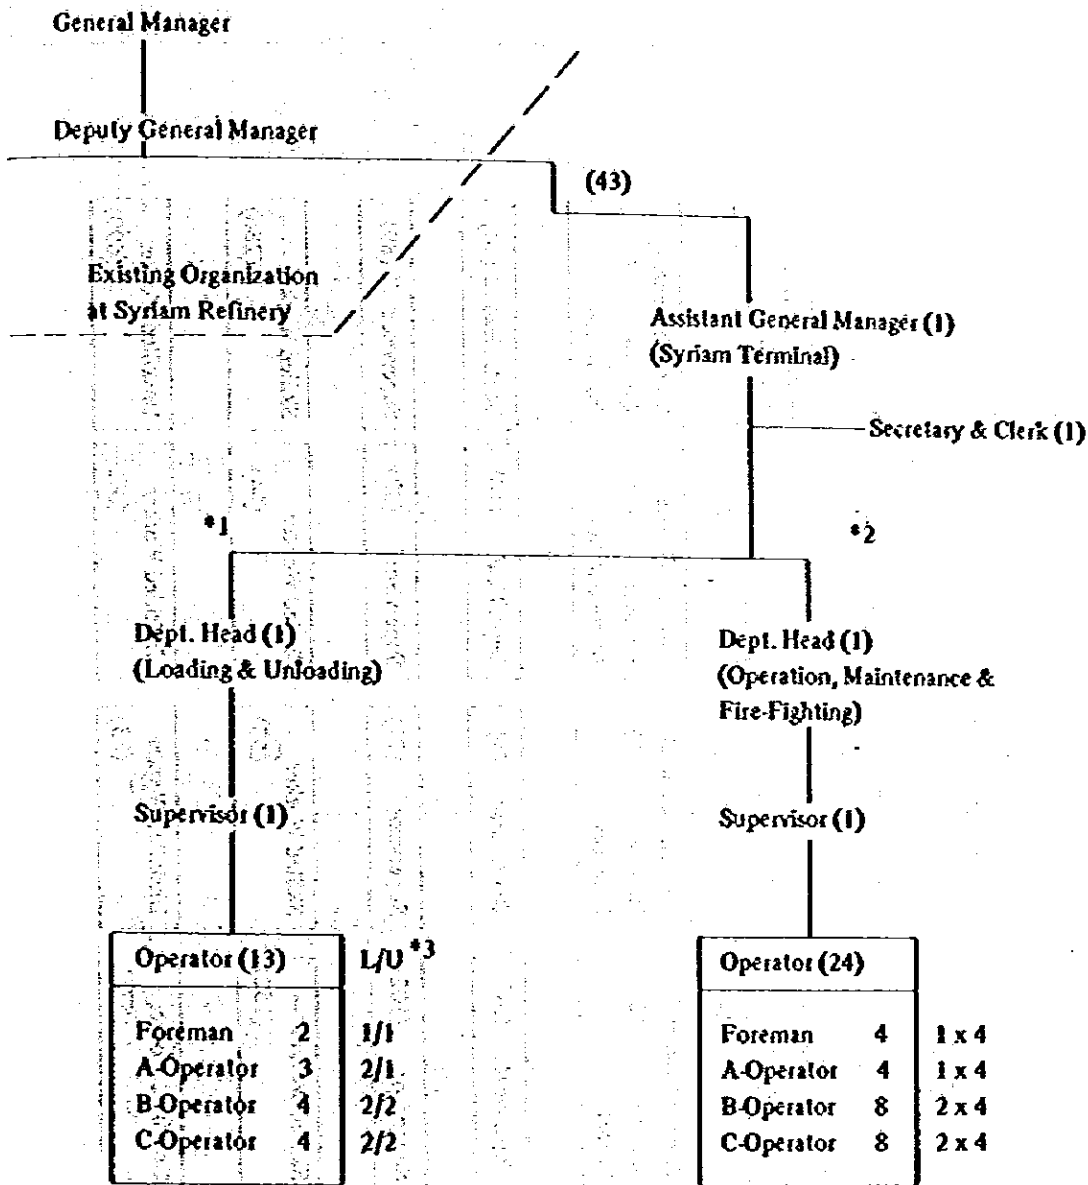 General Manager
Deputy General Manager
(43)
Existing Organization
at Syriam Refinery
Assistant General Manager (1)
(Syriam Terminal)
Secretary & Clerk (1)
*1
*2
Dept. Head (1)
(Loading & Unloading)
Dept. Head (1)
(Operation, Maintenance &
Fire-Fighting)
Supervisor (1)
Supervisor (1)
Operator (13) L/U *3
Foreman 2 1/1
A-Operator 3 2/1
B-Operator 4 2/2
C-Operator 4 2/2
Operator (24)
Foreman 4 1 x 4
A-Operator 4 1 x 4
B-Operator 8 2 x 4
C-Operator 8 2 x 4